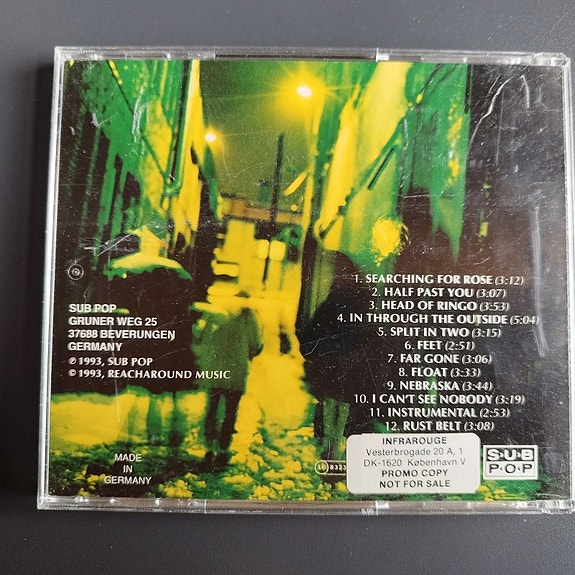 1. SEARCHING FOR ROSE (3:12)
2. HALF PAST YOU (3:07)
3. HEAD OF RINGO (3:53)
4. IN THROUGH THE OUTSIDE (5:04)
5. SPLIT IN TWO (3:15)
6. FEET (2:51)
7. FAR GONE (3:06)
8. FLOAT (3:33)
9. NEBRASKA (3:44)
10. I CAN'T SEE NOBODY (3:19)
11. INSTRUMENTAL (2:53)
12. RUST BELT (3:08)
SUB POP
GRUNER WEG 25
37688 BEVERUNGEN
GERMANY
℗ 1993, SUB POP
© 1993, REACHAROUND MUSIC
MADE
IN
GERMANY
INFRAROUGE
Vesterbrogade 20 A, 1
DK-1620 København V
PROMO COPY
NOT FOR SALE
SUB
POP